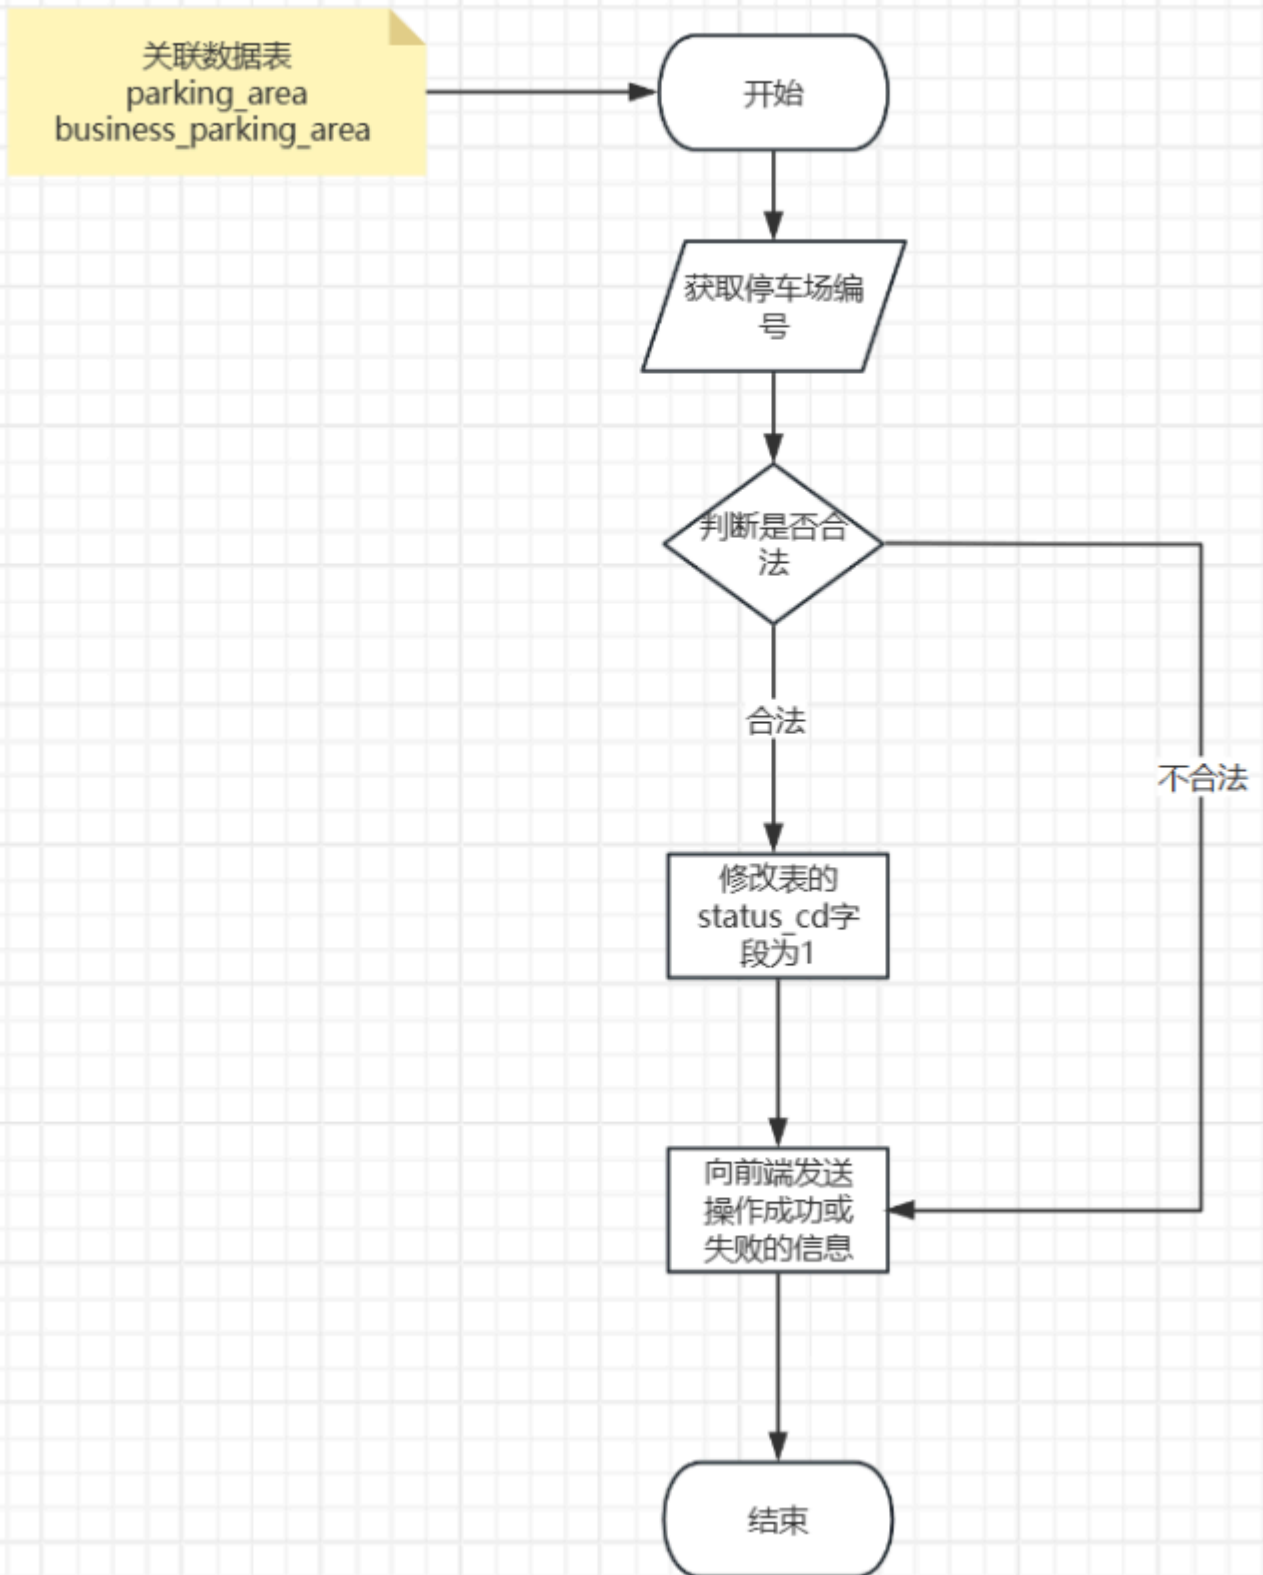 关联数据表
parking_area
business_parking_area
开始
获取停车场编
号
判断是否合
法
合法
不合法
修改表的
status_cd字
段为1
向前端发送
操作成功或
失败的信息
结束